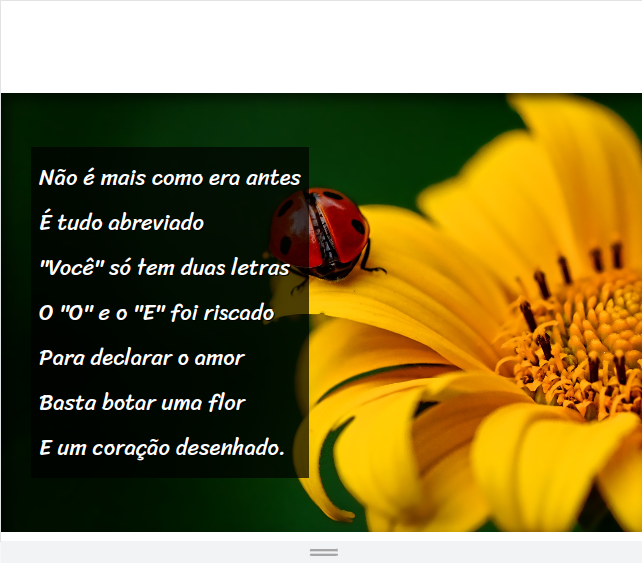 Não é mais como era antes
É tudo abreviado
"Você" só tem duas letras
O "O" e o "E" foi riscado
Para declarar o amor
Basta botar uma flor
E um coração desenhado.